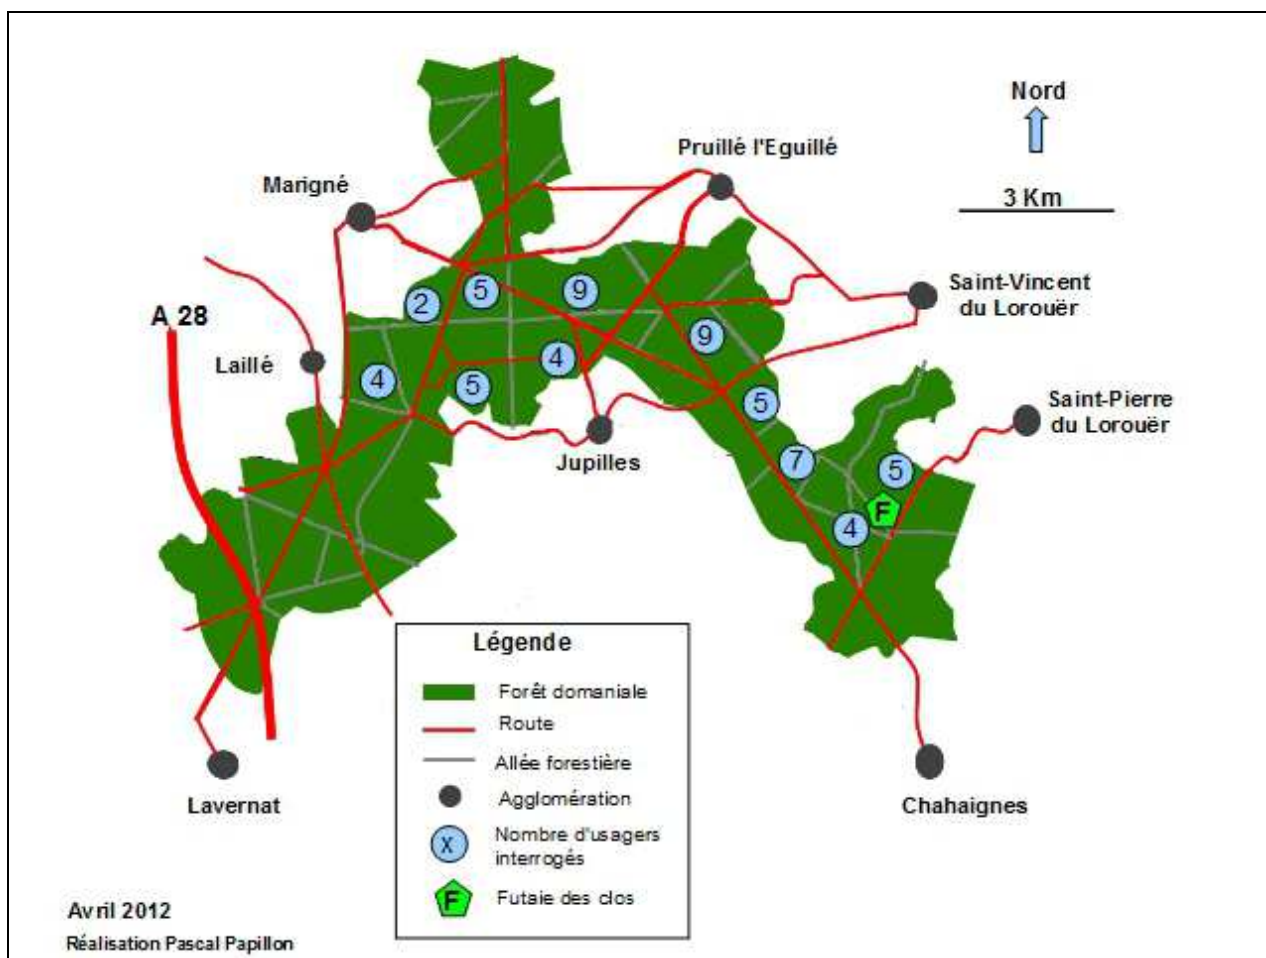 Nord
Pruillé l'Eguillé
Marigné
3 Km
Saint-Vincent
du Lorouër
2
5
9
A 28
9
Laillé
4
5
4
5
Saint-Pierre
du Lorouër
Jupilles
7
5
F
4
Légende
Forêt domaniale
Route
Allée forestière
Agglomération
Lavernat
Chahaignes
X
Nombre d'usagers
interrogés
F
Futaie des clos
Avril 2012
Réalisation Pascal Papillon